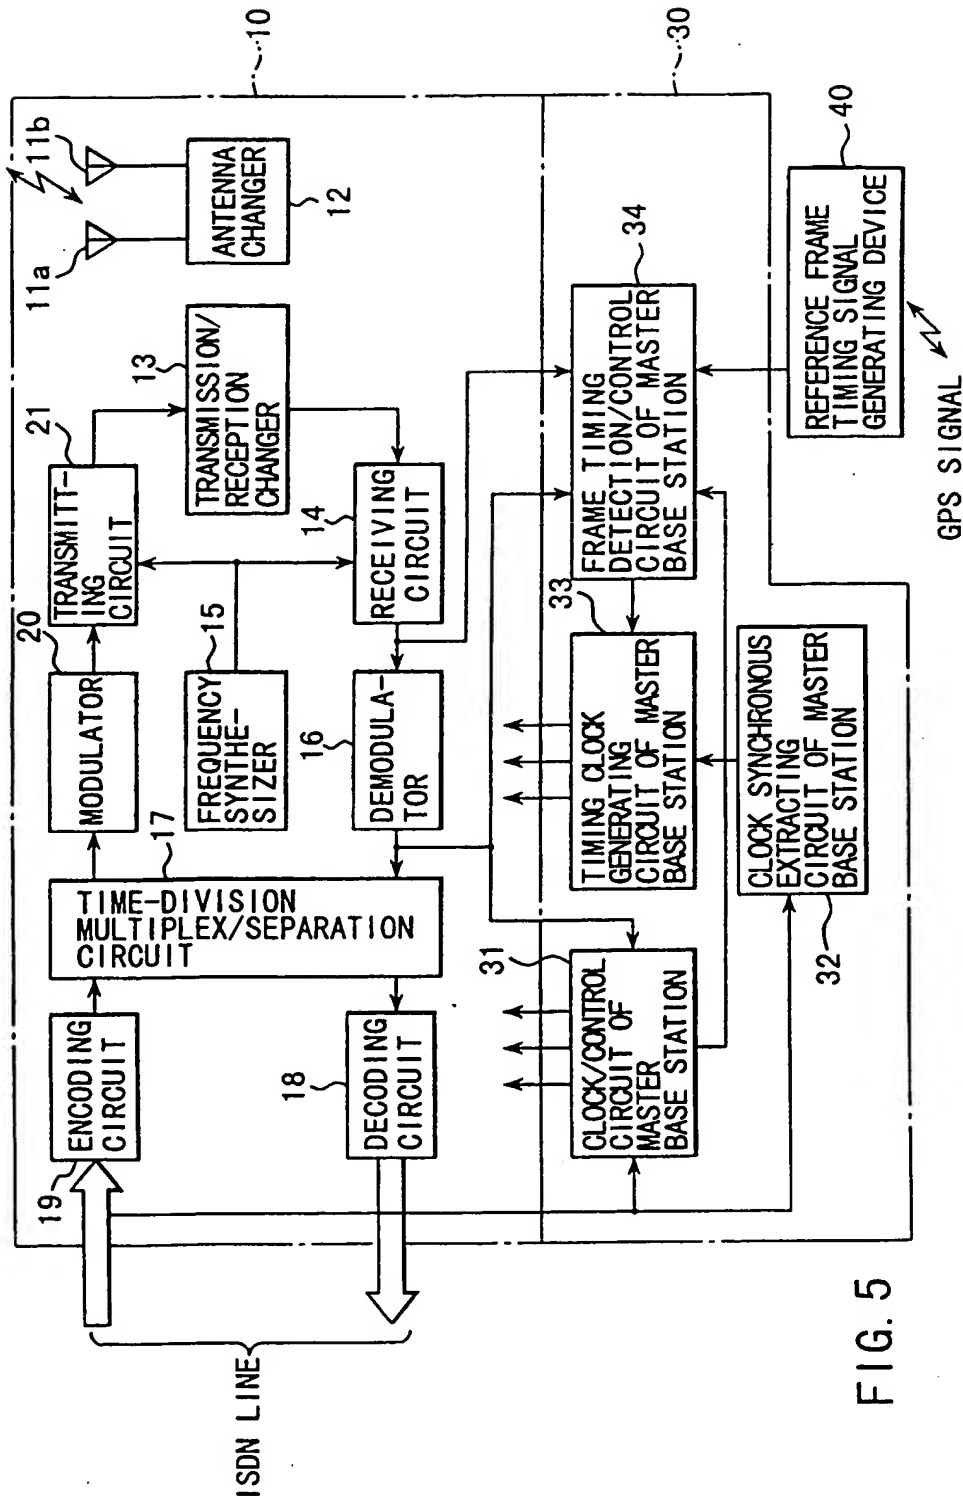 10
30
11b
11a
ANTENNA
CHANGER
12
21
TRANSMITT-
ING
CIRCUIT
13
TRANSMISSION/
RECEPTION
CHANGER
14
RECEIVING
CIRCUIT
20
MODULATOR
15
FREQUENCY
SYNTHE-
SIZER
16
DEMODULA-
TOR
17
TIME-DIVISION
MULTIPLEX/SEPARATION
CIRCUIT
19
ENCODING
CIRCUIT
18
DECODING
CIRCUIT
ISDN LINE
31
CLOCK/CONTROL
CIRCUIT OF
MASTER
BASE STATION
33
TIMING CLOCK
GENERATING
CIRCUIT OF MASTER
BASE STATION
34
FRAME TIMING
DETECTION/CONTROL
CIRCUIT OF MASTER
BASE STATION
32
CLOCK SYNCHRONOUS
EXTRACTING
CIRCUIT OF MASTER
BASE STATION
40
REFERENCE FRAME
TIMING SIGNAL
GENERATING DEVICE
GPS SIGNAL
FIG. 5